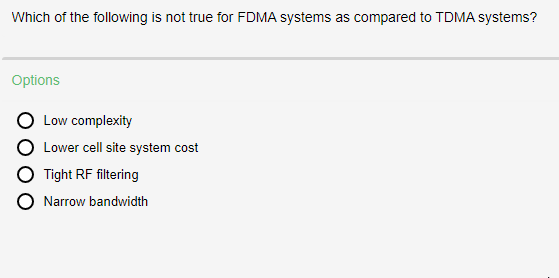 Which of the following is not true for FDMA systems as compared to TDMA systems?
Options
Low complexity
Lower cell site system cost
Tight RF filtering
Narrow bandwidth